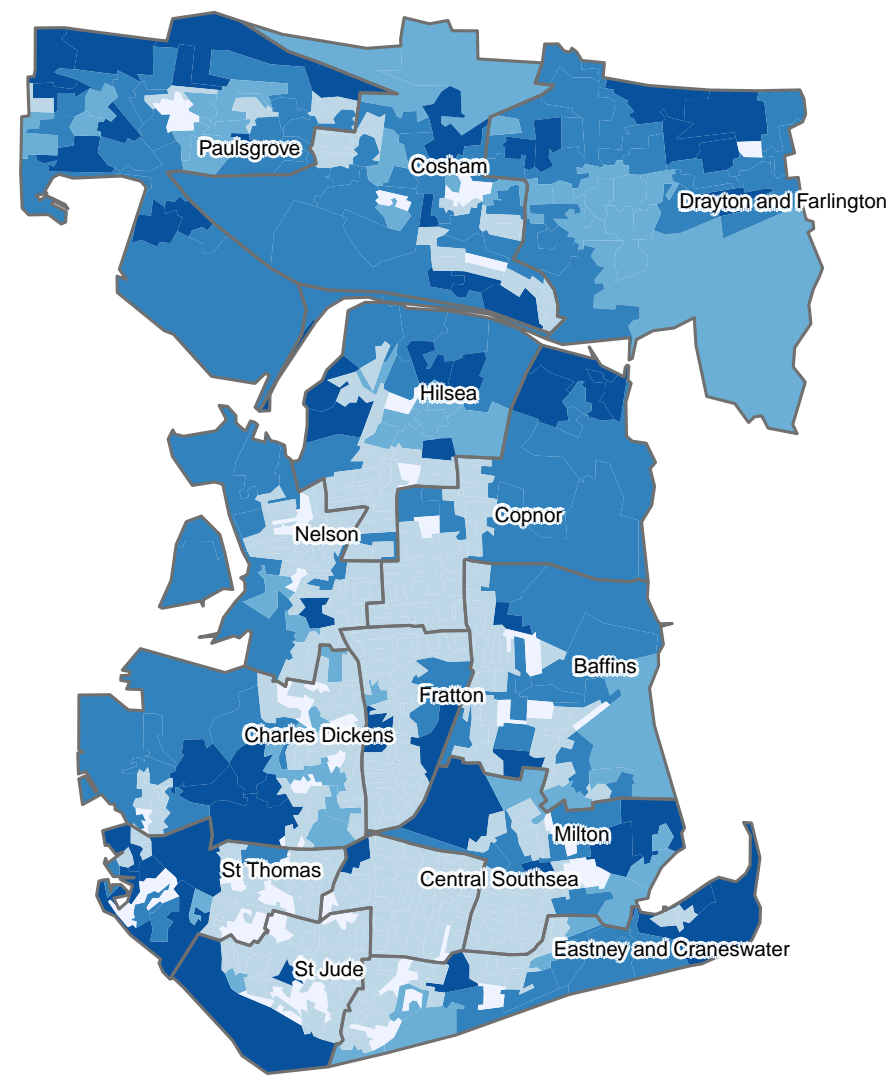 Paulsgrove
Cosham
Drayton and Farlington
Hilsea
Copnor
Nelson
Baffins
Fratton
Charles Dickens
Milton
St Thomas
Central Southsea
Eastney and Craneswater
St Jude